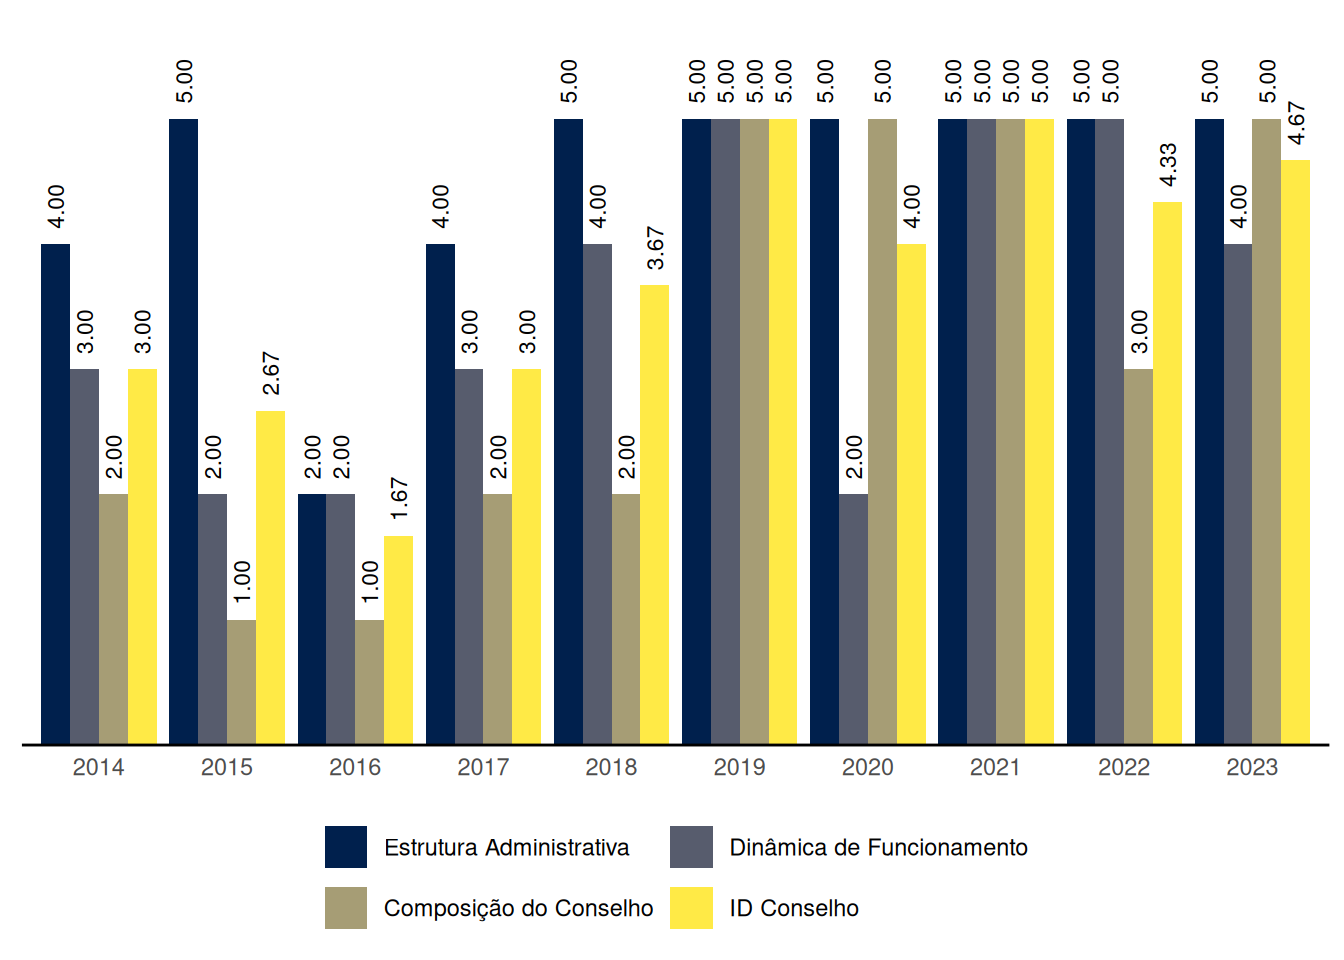 4.00 3.00 2.00 3.00
5.00 2.00 1.00 2.67
2.00 2.00 1.00 1.67
4.00 3.00 2.00 3.00
5.00 4.00 2.00 3.67
5.00 5.00 5.00 5.00
5.00 2.00 5.00 4.00
5.00 5.00 5.00 5.00
5.00 5.00 3.00 4.33
5.00 4.00 5.00 4.67
2014 2015 2016 2017 2018 2019 2020 2021 2022 2023
Estrutura Administrativa Dinâmica de Funcionamento
Composição do Conselho ID Conselho